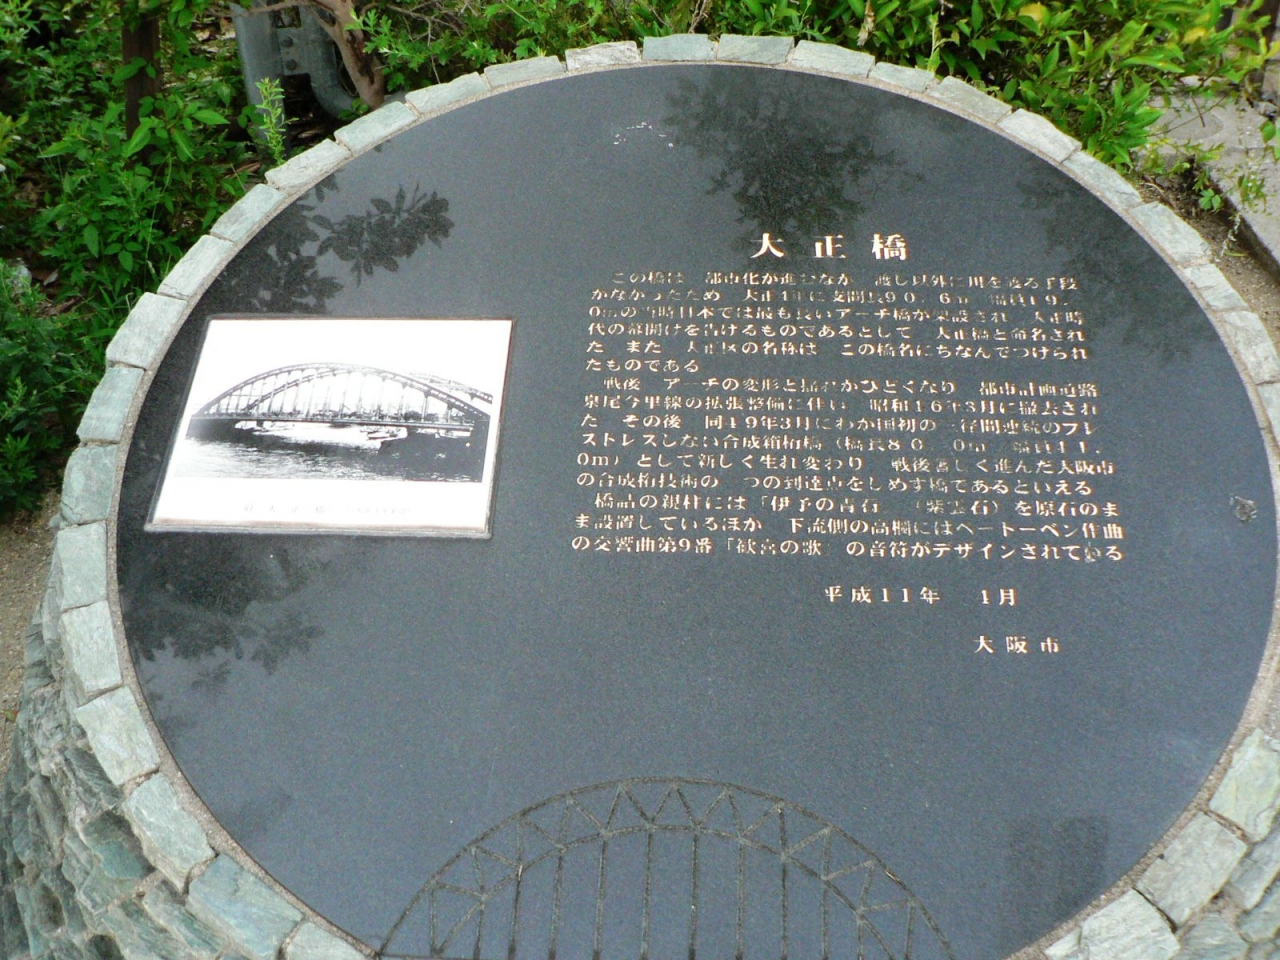 大正橋
この橋は 都市化が進むなか 渡し以外に川を渡る手段
かなかったため 大正4年に支間長90.6m 幅員19.
0mの当時日本では最も長いアーチ橋が架設され 大正時
代の幕開けを告げるものであるとして 大正橋と命名され
た また 大正区の名称は この橋名にちなんでつけられ
たものである
戦後 アーチの変形と揺れがひどくなり 都市計画道路
泉尾今里線の拡張整備に伴い 昭和46年3月に撤去され
た その後 同49年3月にわが国初の二径間連続のプレ
ストレスしない合成箱桁橋(橋長80.0m 幅員41.
0m)として新しく生れ変わり 戦後著しく進んだ大阪市
の合成桁技術の一つの到達点をしめす橋であるといえる
橋詰の親柱には「伊予の青石 (紫雲石)を原石のま
ま設置しているほか 下流側の高欄にはベートーベン作曲
の交響曲第9番「歓喜の歌 の音符がデザインされている
平成11年 4月
大阪市
旧大正橋